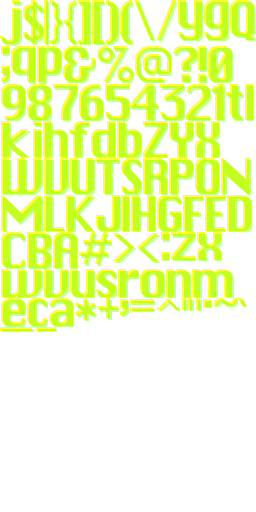 j$|}{][)(\/ygQ
;qp&%@?!0
987654321tl
kihfdbZYX
WVUTSRPON
MLKJIHGFED
CBA#><:zx
wvusronm
eca*+,=^"'.~`
_-